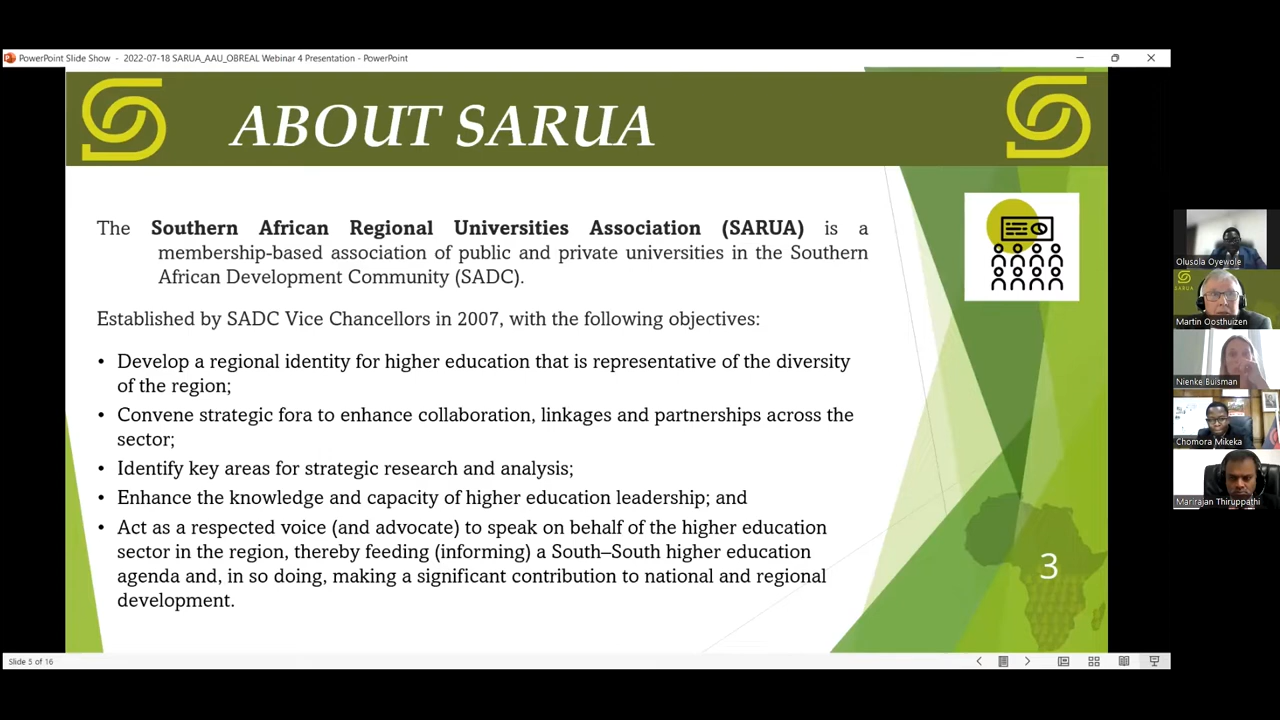 PowerPoint Slide Show - 2022-07-18 SARUA_AAU_OBREAL Webinar 4 Presentation - PowerPoint
ABOUT SARUA
The Southern African Regional Universities Association (SARUA) is a
membership-based association of public and private universities in the Southern
African Development Community (SADC).
Established by SADC Vice Chancellors in 2007, with the following objectives:
• Develop a regional identity for higher education that is representative of the diversity
of the region;
• Convene strategic fora to enhance collaboration, linkages and partnerships across the
sector;
• Identify key areas for strategic research and analysis;
• Enhance the knowledge and capacity of higher education leadership; and
• Act as a respected voice (and advocate) to speak on behalf of the higher education
sector in the region, thereby feeding (informing) a South–South higher education
agenda and, in so doing, making a significant contribution to national and regional
development.
3
Slide 5 of 16
Olusola Oyewole
SARUA
Martin Oosthuizen
Nienke Buisman
Chomora Mikeka
Marirajan Thiruppathi